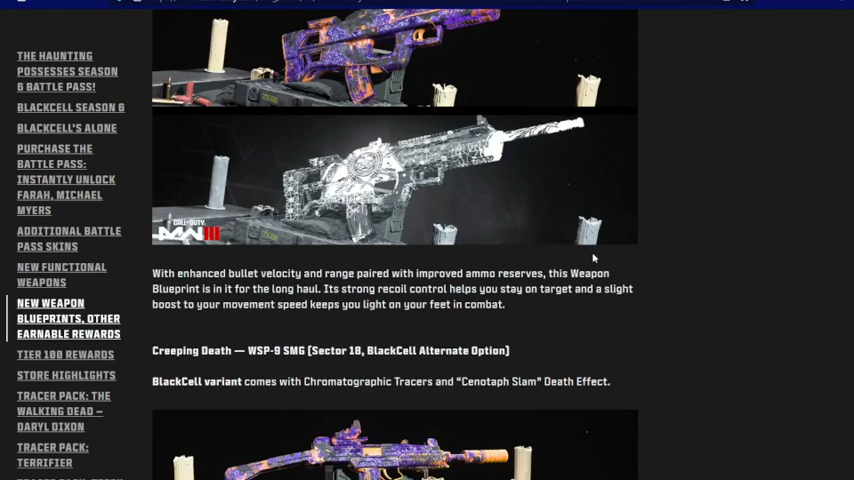 THE HAUNTING
POSSESSES SEASON
6 BATTLE PASS!
BLACKCELL SEASON 6
BLACKCELL'S ALONE
PURCHASE THE
BATTLE PASS:
INSTANTLY UNLOCK
FARAH, MICHAEL
MYERS
ADDITIONAL BATTLE
PASS SKINS
NEW FUNCTIONAL
WEAPONS
NEW WEAPON
BLUEPRINTS, OTHER
EARNABLE REWARDS
TIER 100 REWARDS
STORE HIGHLIGHTS
TRACER PACK: THE
WALKING DEAD –
DARYL DIXON
TRACER PACK:
TERRIFIER
CALL OF DUTY
MWIII
With enhanced bullet velocity and range paired with improved ammo reserves, this Weapon
Blueprint is in it for the long haul. Its strong recoil control helps you stay on target and a slight
boost to your movement speed keeps you light on your feet in combat.
Creeping Death — WSP-9 SMG (Sector 18, BlackCell Alternate Option)
BlackCell variant comes with Chromatographic Tracers and “Cenotaph Slam” Death Effect.